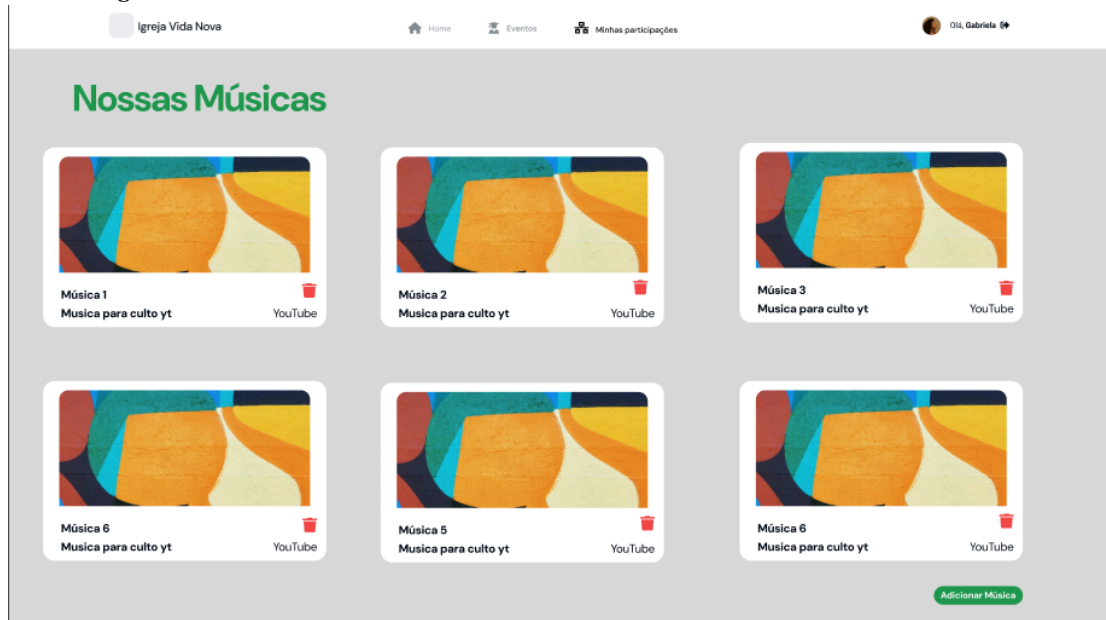 Igreja Vida Nova
Home
Eventos
Minhas participações
Olá, Gabriela
Nossas Músicas
Música 1
Musica para culto yt
YouTube
Música 2
Musica para culto yt
YouTube
Música 3
Musica para culto yt
YouTube
Música 6
Musica para culto yt
YouTube
Música 5
Musica para culto yt
YouTube
Música 6
Musica para culto yt
YouTube
Adicionar Música